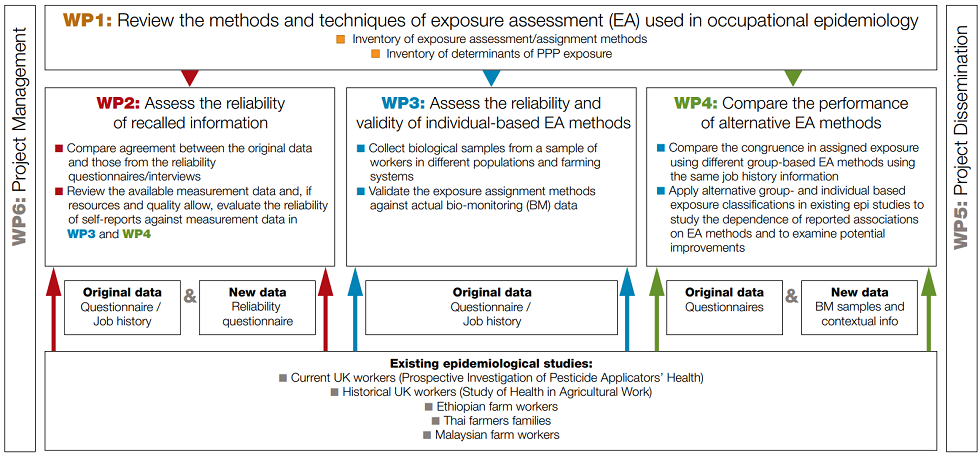 WP6: Project Management
WP1: Review the methods and techniques of exposure assessment (EA) used in occupational epidemiology
Inventory of exposure assessment/assignment methods
Inventory of determinants of PPP exposure
WP2: Assess the reliability
of recalled information
Compare agreement between the original data
and those from the reliability
questionnaires/interviews
Review the available measurement data and, if
resources and quality allow, evaluate the reliability
of self-reports against measurement data in
WP3 and WP4
WP3: Assess the reliability and
validity of individual-based EA methods
Collect biological samples from a sample of
workers in different populations and farming
systems
Validate the exposure assignment methods
against actual bio-monitoring (BM) data
WP4: Compare the performance
of alternative EA methods
Compare the congruence in assigned exposure
using different group-based EA methods using
the same job history information
Apply alternative group- and individual based
exposure classifications in existing epi studies to
study the dependence of reported associations
on EA methods and to examine potential
improvements
Original data
Questionnaire /
Job history
&
New data
Reliability
questionnaire
Original data
Questionnaire /
Job history
Original data
Questionnaires
&
New data
BM samples and
contextual info
Existing epidemiological studies:
Current UK workers (Prospective Investigation of Pesticide Applicators' Health)
Historical UK workers (Study of Health in Agricultural Work)
Ethiopian farm workers
Thai farmers families
Malaysian farm workers
WP5: Project Dissemination